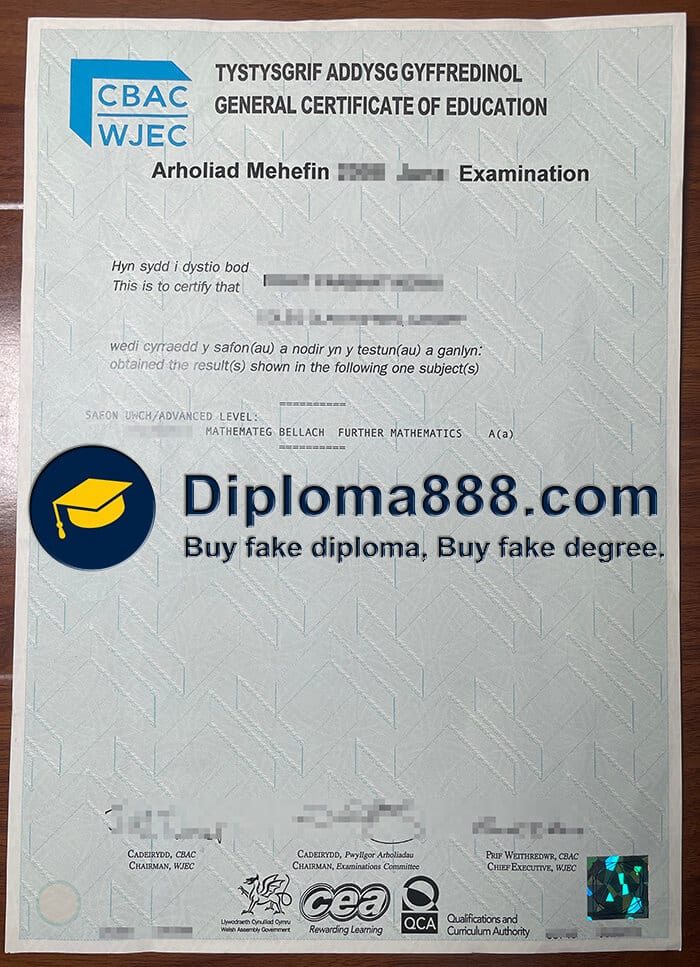 CBAC
WJEC
TYSTYSGRIF ADDYSG GYFFREDINOL
GENERAL CERTIFICATE OF EDUCATION
Arholiad Mehefin Examination
Hyn sydd i dystio bod
This is to certify that
wedi cyrraedd y safon(au) a nodir yn y testun(au) a ganlyn:
obtained the result(s) shown in the following one subject(s)
==========
SAFON UWCH/ADVANCED LEVEL:
MATHEMATEG BELLACH FURTHER MATHEMATICS A(a)
==========
Diploma888.com
Buy fake diploma, Buy fake degree.
CADEIRYDD, CBAC
CHAIRMAN, WJEC
CADEIRYDD, Pwyllgor Arholiadau
CHAIRMAN, Examinations Committee
PRIF WEITHREDWR, CBAC
CHIEF EXECUTIVE, WJEC
Llywodraeth Cynulliad Cymru
Welsh Assembly Government
cea
Rewarding Learning
QCA
Qualifications and
Curriculum Authority